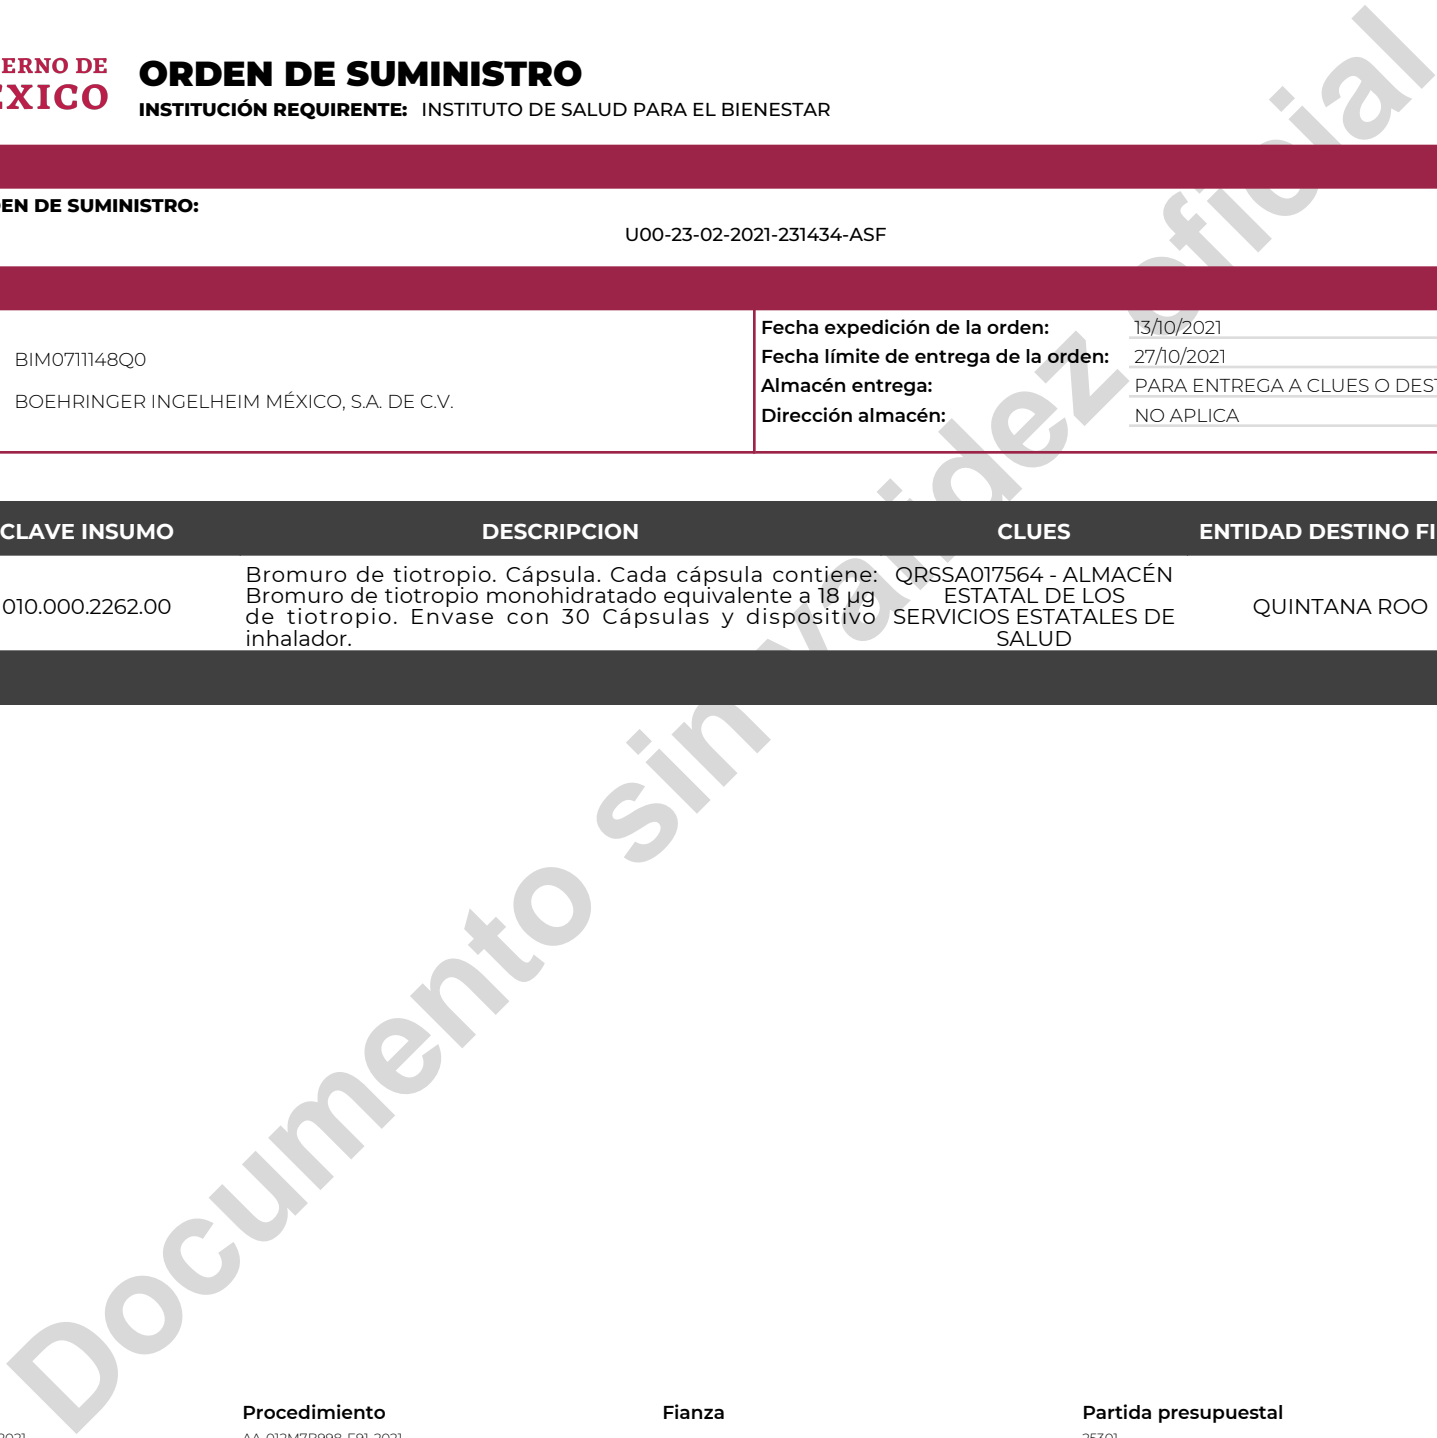 ERNO DE
ORDEN DE SUMINISTRO
INSTITUCIÓN REQUIRENTE: INSTITUTO DE SALUD PARA EL BIENESTAR
EN DE SUMINISTRO:
U00-23-02-2021-231434-ASF
BIM0711148Q0
BOEHRINGER INGELHEIM MÉXICO, S.A. DE C.V.
Fecha expedición de la orden: 13/10/2021
Fecha límite de entrega de la orden: 27/10/2021
Almacén entrega: PARA ENTREGA A CLUES O DEST
Dirección almacén: NO APLICA
CLAVE INSUMO DESCRIPCION CLUES ENTIDAD DESTINO FI
010.000.2262.00
Bromuro de tiotropio. Cápsula. Cada cápsula contiene:
Bromuro de tiotropio monohidratado equivalente a 18 µg
de tiotropio. Envase con 30 Cápsulas y dispositivo
inhalador.
QRSSA017564 - ALMACÉN
ESTATAL DE LOS
SERVICIOS ESTATALES DE
SALUD
QUINTANA ROO
Documento sin validez oficial
Procedimiento Fianza Partida presupuestal